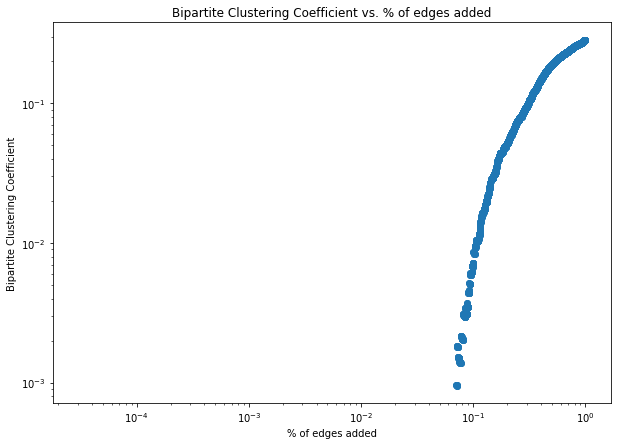 Bipartite Clustering Coefficient vs. % of edges added
Bipartite Clustering Coefficient
10⁻¹
10⁻²
10⁻³
10⁻⁴
10⁻³
10⁻²
10⁻¹
10⁰
% of edges added